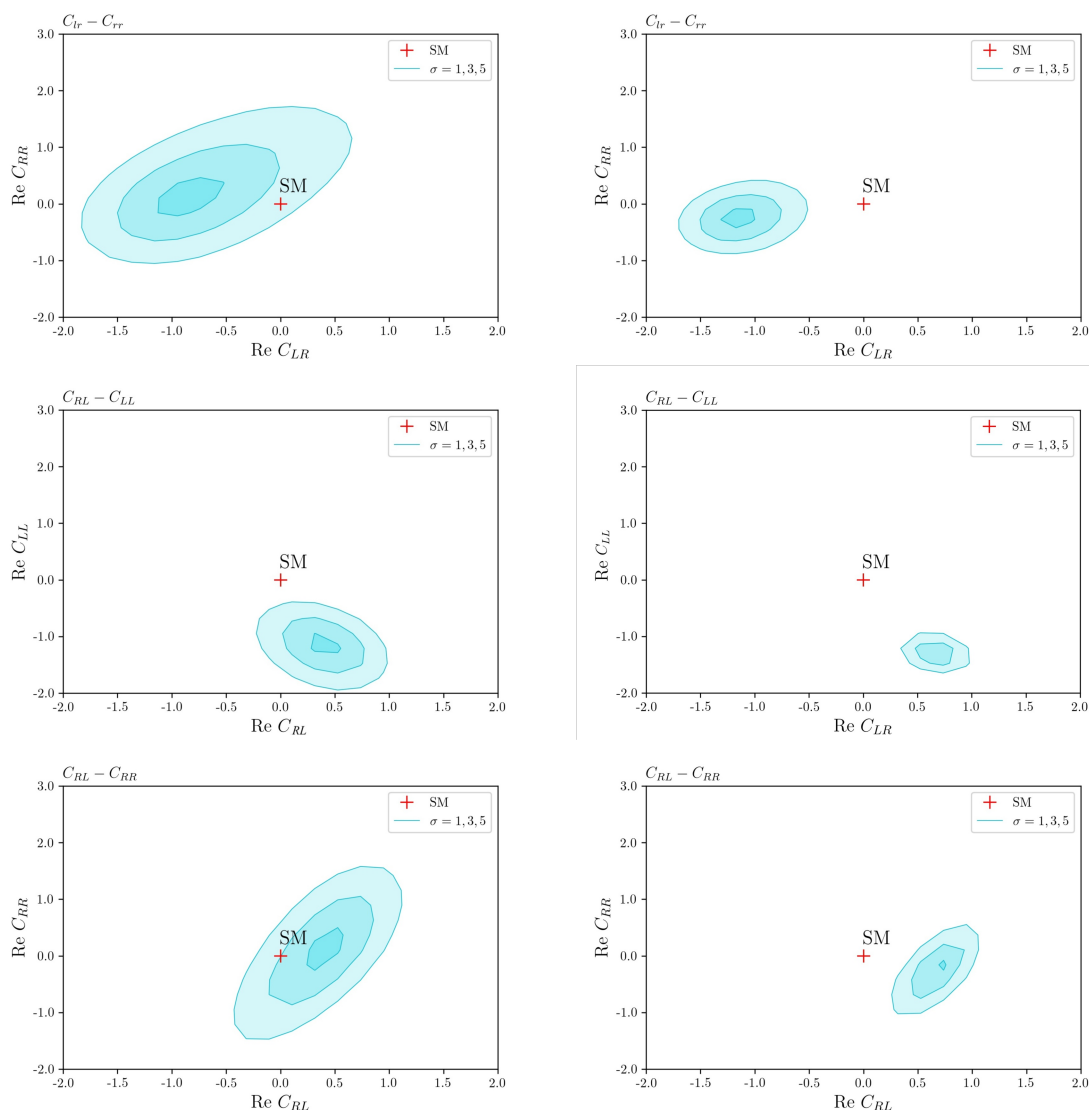 C_{lr} − C_{rr}
3.0
2.0
1.0
0.0
-1.0
-2.0
Re C_{RR}
SM
σ = 1, 3, 5
SM
-2.0 -1.5 -1.0 -0.5 0.0 0.5 1.0 1.5 2.0
Re C_{LR}
C_{lr} − C_{rr}
3.0
2.0
1.0
0.0
-1.0
-2.0
Re C_{RR}
SM
σ = 1, 3, 5
SM
-2.0 -1.5 -1.0 -0.5 0.0 0.5 1.0 1.5 2.0
Re C_{LR}
C_{RL} − C_{LL}
3.0
2.0
1.0
0.0
-1.0
-2.0
Re C_{LL}
SM
σ = 1, 3, 5
SM
-2.0 -1.5 -1.0 -0.5 0.0 0.5 1.0 1.5 2.0
Re C_{RL}
C_{RL} − C_{LL}
3.0
2.0
1.0
0.0
-1.0
-2.0
Re C_{LL}
SM
σ = 1, 3, 5
SM
-2.0 -1.5 -1.0 -0.5 0.0 0.5 1.0 1.5 2.0
Re C_{LR}
C_{RL} − C_{RR}
3.0
2.0
1.0
0.0
-1.0
-2.0
Re C_{RR}
SM
σ = 1, 3, 5
SM
-2.0 -1.5 -1.0 -0.5 0.0 0.5 1.0 1.5 2.0
Re C_{RL}
C_{RL} − C_{RR}
3.0
2.0
1.0
0.0
-1.0
-2.0
Re C_{RR}
SM
σ = 1, 3, 5
SM
-2.0 -1.5 -1.0 -0.5 0.0 0.5 1.0 1.5 2.0
Re C_{RL}